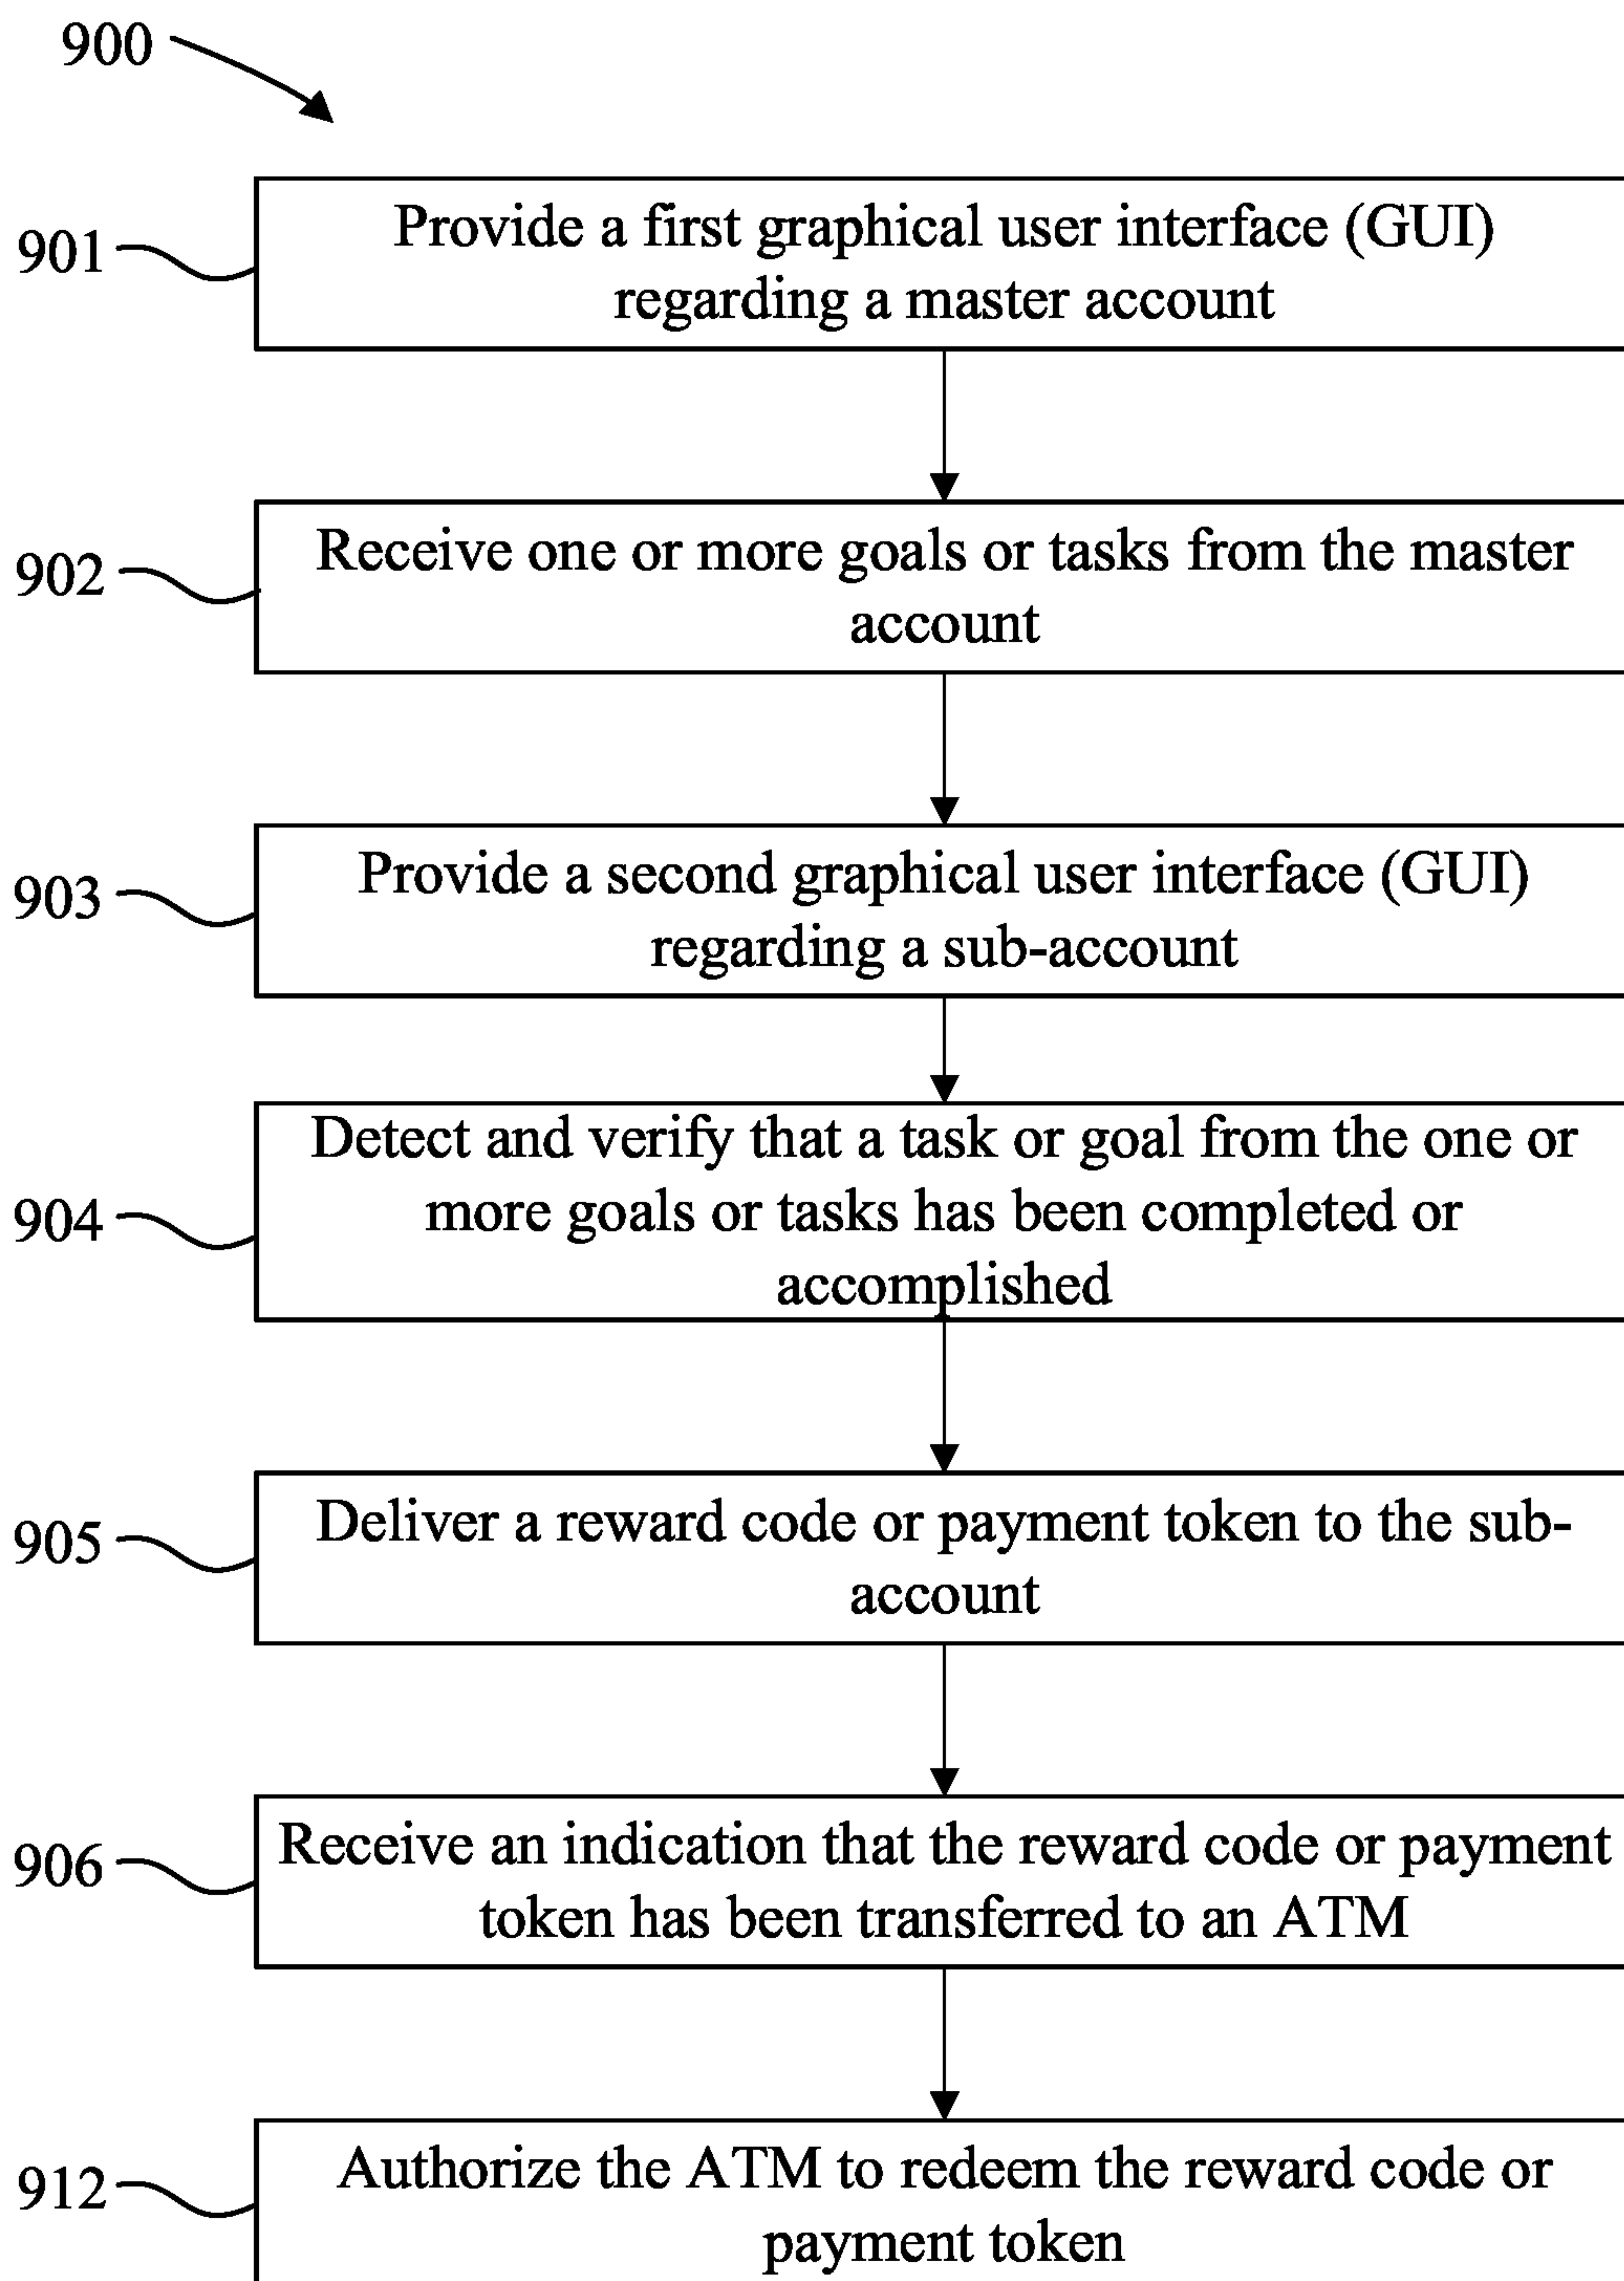 900
901
Provide a first graphical user interface (GUI)
regarding a master account
902
Receive one or more goals or tasks from the master
account
903
Provide a second graphical user interface (GUI)
regarding a sub-account
904
Detect and verify that a task or goal from the one or
more goals or tasks has been completed or
accomplished
905
Deliver a reward code or payment token to the sub-
account
906
Receive an indication that the reward code or payment
token has been transferred to an ATM
912
Authorize the ATM to redeem the reward code or
payment token